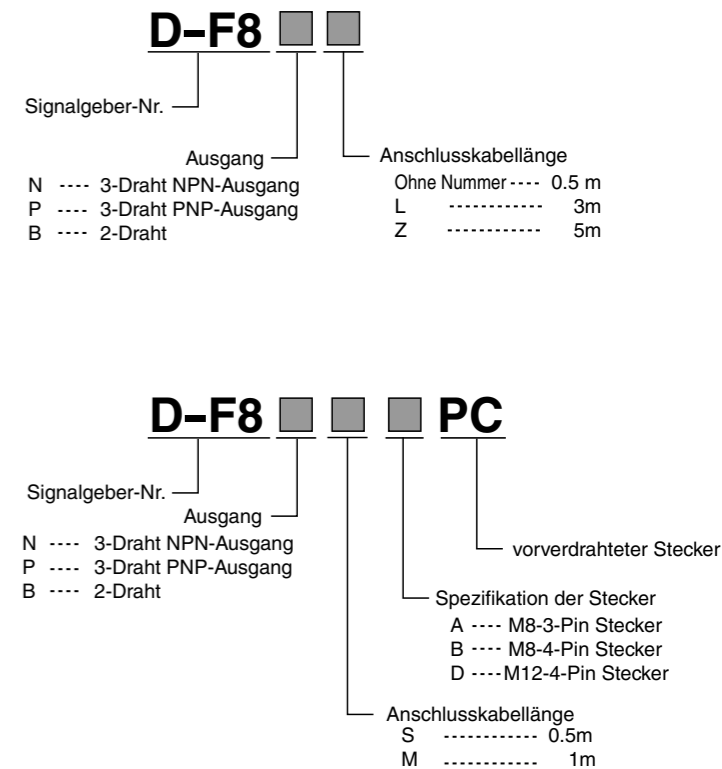 D-F8
Signalgeber-Nr.
Ausgang
N ---- 3-Draht NPN-Ausgang
P ---- 3-Draht PNP-Ausgang
B ---- 2-Draht
Anschlusskabellänge
Ohne Nummer ---- 0.5 m
L ------------ 3m
Z ------------ 5m
D-F8 PC
Signalgeber-Nr.
Ausgang
N ---- 3-Draht NPN-Ausgang
P ---- 3-Draht PNP-Ausgang
B ---- 2-Draht
vorverdrahteter Stecker
Spezifikation der Stecker
A ---- M8-3-Pin Stecker
B ---- M8-4-Pin Stecker
D ---- M12-4-Pin Stecker
Anschlusskabellänge
S ------------ 0.5m
M ------------ 1m